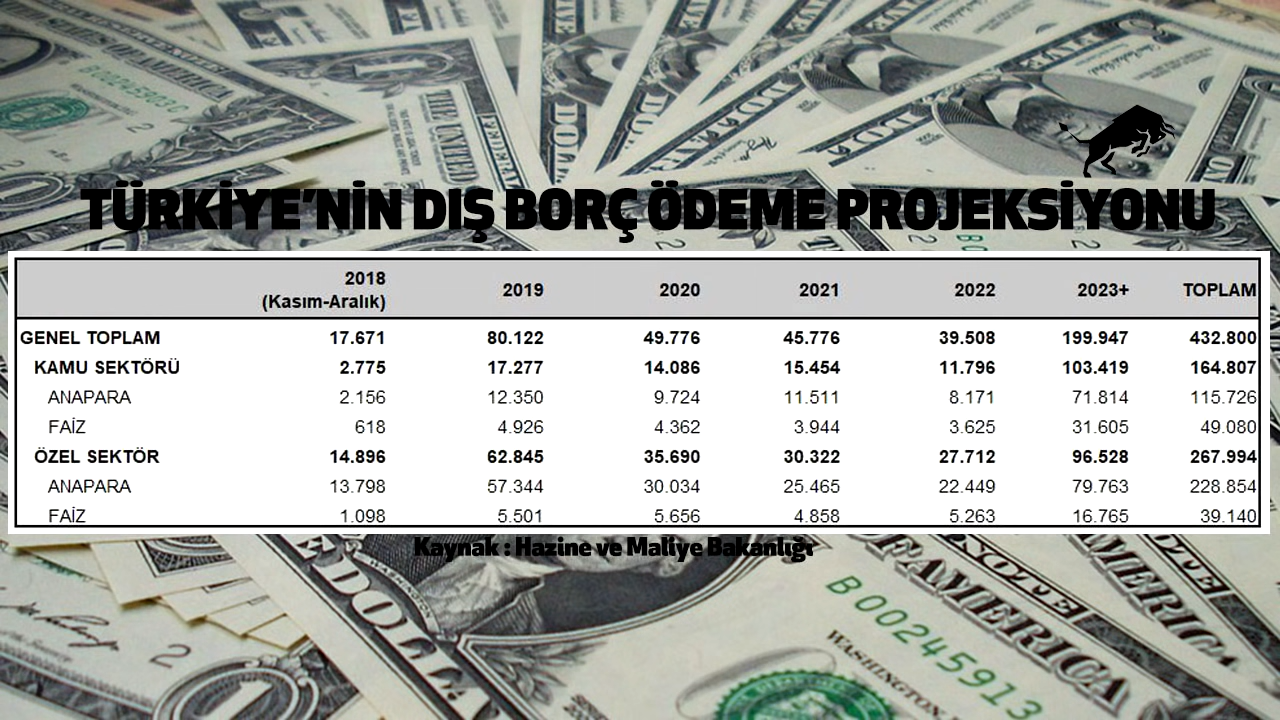 TÜRKİYE'NİN DIŞ BORÇ ÖDEME PROJEKSİYONU
2018 (Kasım-Aralık) 2019 2020 2021 2022 2023+ TOPLAM
GENEL TOPLAM 17.671 80.122 49.776 45.776 39.508 199.947 432.800
KAMU SEKTÖRÜ 2.775 17.277 14.086 15.454 11.796 103.419 164.807
ANAPARA 2.156 12.350 9.724 11.511 8.171 71.814 115.726
FAİZ 618 4.926 4.362 3.944 3.625 31.605 49.080
ÖZEL SEKTÖR 14.896 62.845 35.690 30.322 27.712 96.528 267.994
ANAPARA 13.798 57.344 30.034 25.465 22.449 79.763 228.854
FAİZ 1.098 5.501 5.656 4.858 5.263 16.765 39.140
Kaynak : Hazine ve Maliye Bakanlığı
B00245913
OF AMERICA
WASHINGTON